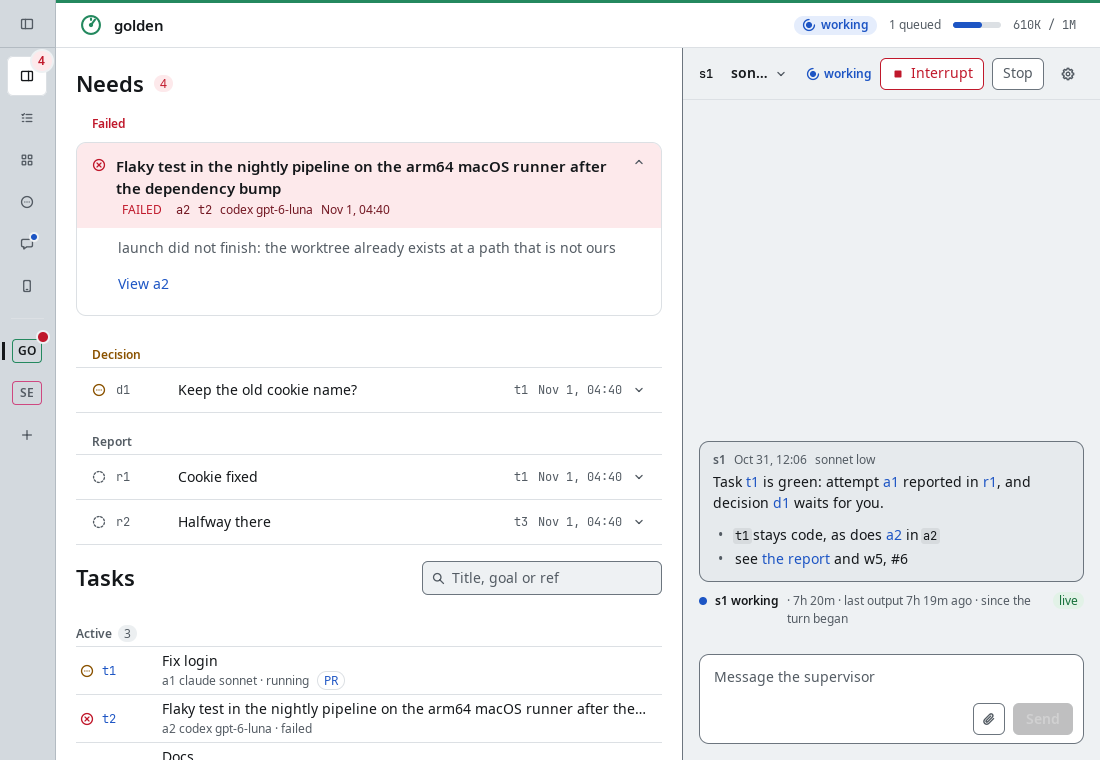 golden
working
1 queued
610K / 1M
4
GO
SE
Needs 4
Failed
Flaky test in the nightly pipeline on the arm64 macOS runner after
the dependency bump
FAILED a2 t2 codex gpt-6-luna Nov 1, 04:40
launch did not finish: the worktree already exists at a path that is not ours
View a2
Decision
d1 Keep the old cookie name? t1 Nov 1, 04:40
Report
r1 Cookie fixed t1 Nov 1, 04:40
r2 Halfway there t3 Nov 1, 04:40
Tasks
Title, goal or ref
Active 3
t1 Fix login
a1 claude sonnet · running PR
t2 Flaky test in the nightly pipeline on the arm64 macOS runner after the…
a2 codex gpt-6-luna · failed
Docs
s1 son… working Interrupt Stop
s1 Oct 31, 12:06 sonnet low
Task t1 is green: attempt a1 reported in r1, and
decision d1 waits for you.
• t1 stays code, as does a2 in a2
• see the report and w5, #6
s1 working · 7h 20m · last output 7h 19m ago · since the live
turn began
Message the supervisor
Send